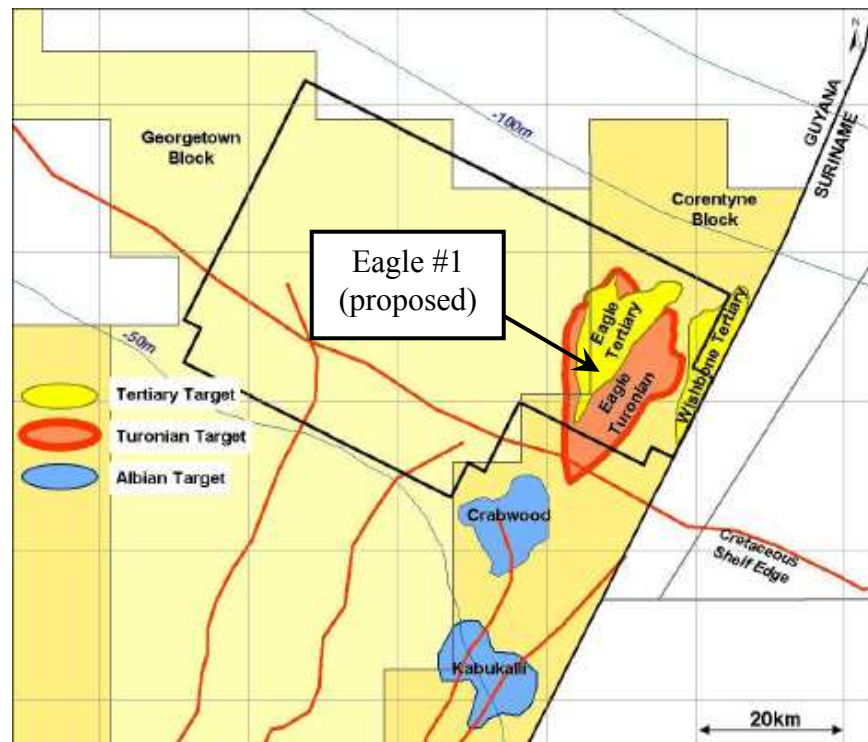 N
GUYANA
SURINAME
-100m
Georgetown
Block
Corentyne
Block
Eagle #1
(proposed)
-50m
Eagle
Tertiary
Eagle
Turonian
Wishbone Tertiary
Tertiary Target
Turonian Target
Albian Target
Crabwood
Cretaceous
Shelf Edge
Kabukalli
20km